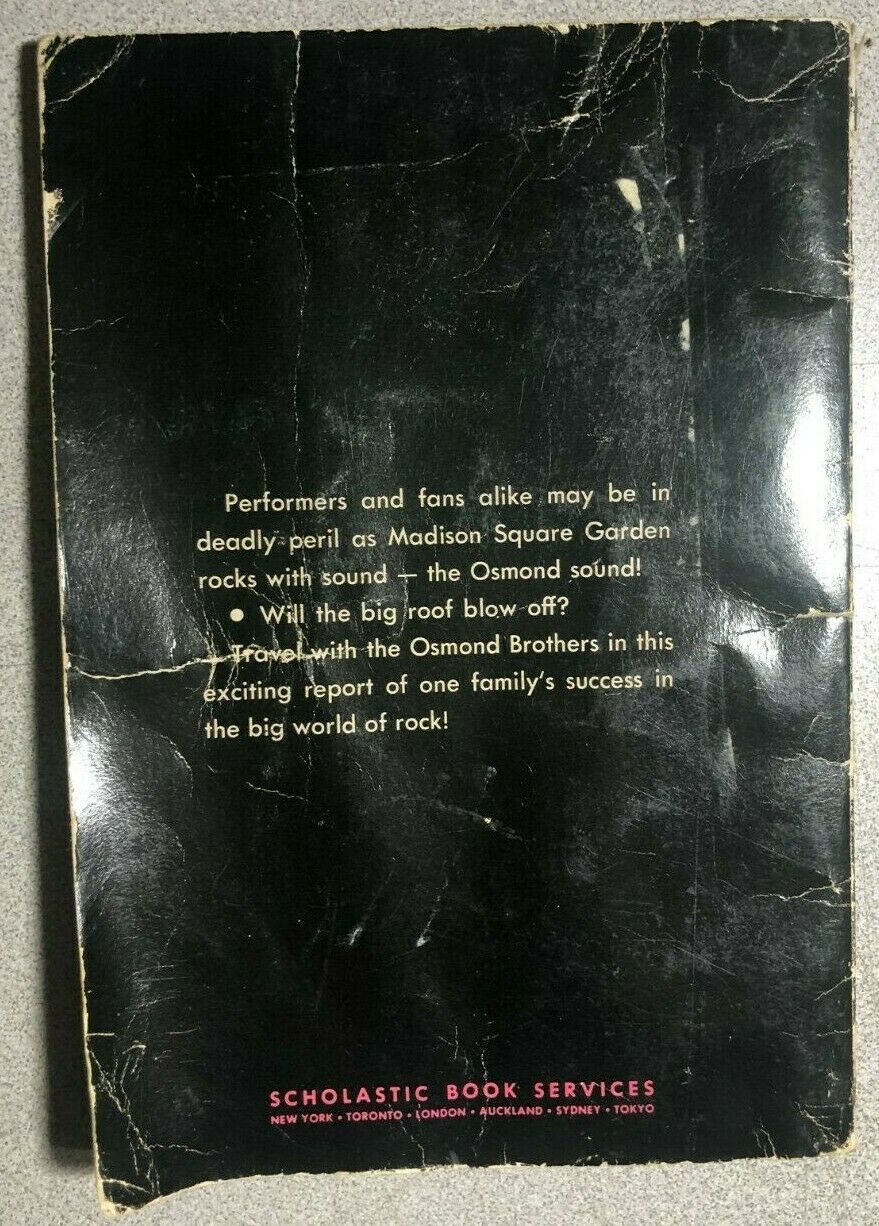 Performers and fans alike may be in
deadly peril as Madison Square Garden
rocks with sound — the Osmond sound!
● Will the big roof blow off?
Travel with the Osmond Brothers in this
exciting report of one family's success in
the big world of rock!
SCHOLASTIC BOOK SERVICES
NEW YORK • TORONTO • LONDON • AUCKLAND • SYDNEY • TOKYO